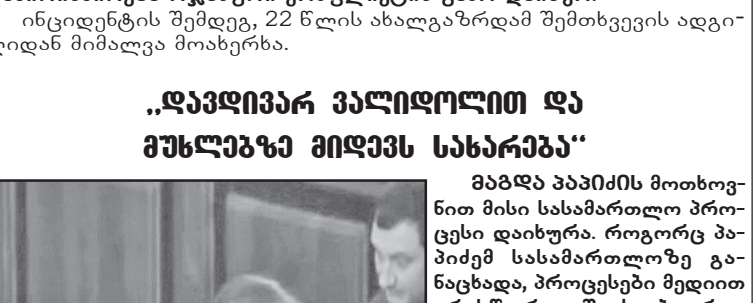 ინციდენტის შემდეგ, 22 წლის ახალგაზრდამ შემთხვევის ადგი-
ლიდან მიმალვა მოახერხა.
„დავდივარ ვალიდოლით და
მუხლებზე მიდევს სახარება“
მაგდა პაპიძის მოთხოვ-
ნით მისი სასამართლო პრო-
ცესი დაიხურა. როგორც პა-
პიძემ სასამართლოზე გა-
ნაცხადა, პროცესები მედიით